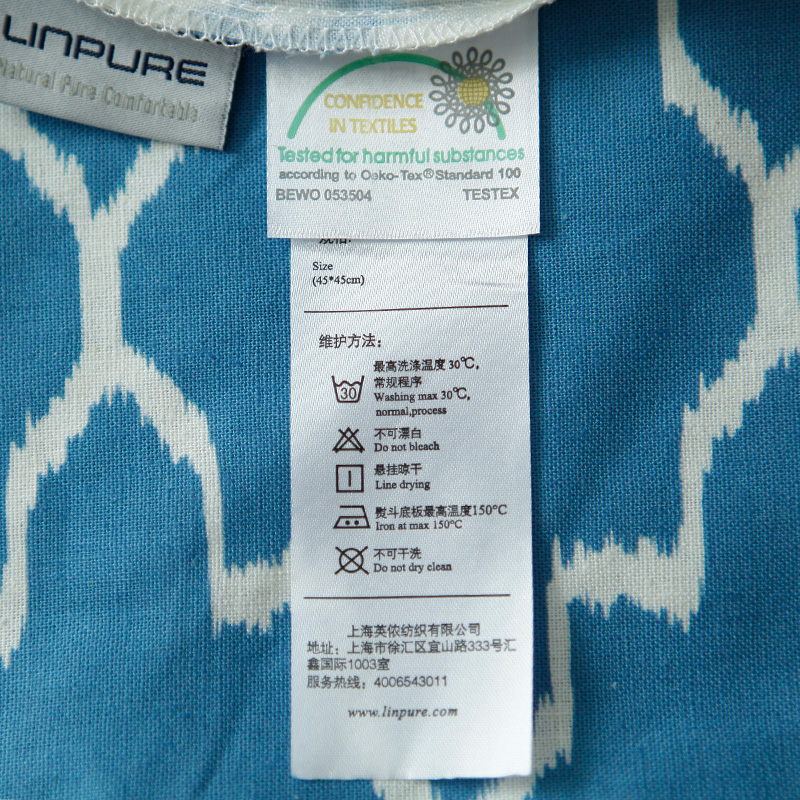 LINPURE
Natural Pure Comfortable
CONFIDENCE
IN TEXTILES
Tested for harmful substances
according to Oeko-Tex® Standard 100
BEWO 053504 TESTEX
Size
(45*45cm)
维护方法：
最高洗涤温度 30℃,
常规程序
Washing max 30℃,
normal,process
30
不可漂白
Do not bleach
悬挂晾干
Line drying
熨斗底板最高温度150°C
Iron at max 150°C
不可干洗
Do not dry clean
上海英侬纺织有限公司
地址：上海市徐汇区宜山路333号汇
鑫国际1003室
服务热线：4006543011
www.linpure.com